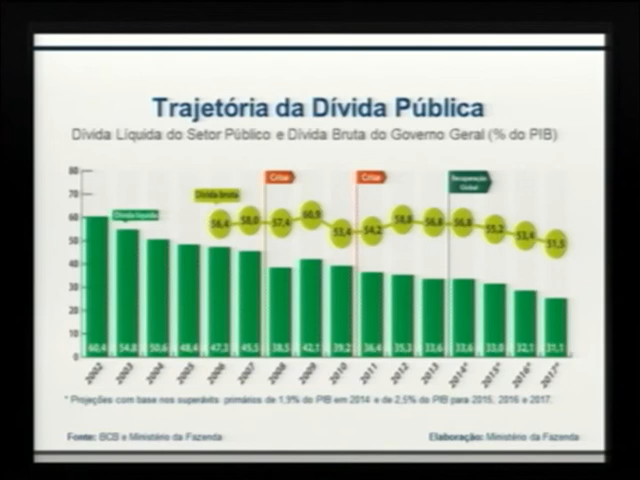 Trajetória da Dívida Pública
Dívida Líquida do Setor Público e Dívida Bruta do Governo Geral (% do PIB)
80
70
60
50
40
30
20
10
0
Crise
Crise
Recuperação
Global
Dívida bruta
Dívida líquida
56,4 58,0 57,4 60,9 53,4 54,2 58,8 56,8 56,8 55,2 53,4 51,5
60,4 54,8 50,6 48,4 47,3 45,5 38,5 42,1 39,2 36,4 35,3 33,6 33,6 33,0 32,1 31,1
2002 2003 2004 2005 2006 2007 2008 2009 2010 2011 2012 2013 2014* 2015* 2016* 2017*
* Projeções com base nos superávits: primários de 1,9% do PIB em 2014 e de 2,5% do PIB para 2015, 2016 e 2017.
Fonte: BCB e Ministério da Fazenda
Elaboração: Ministério da Fazenda